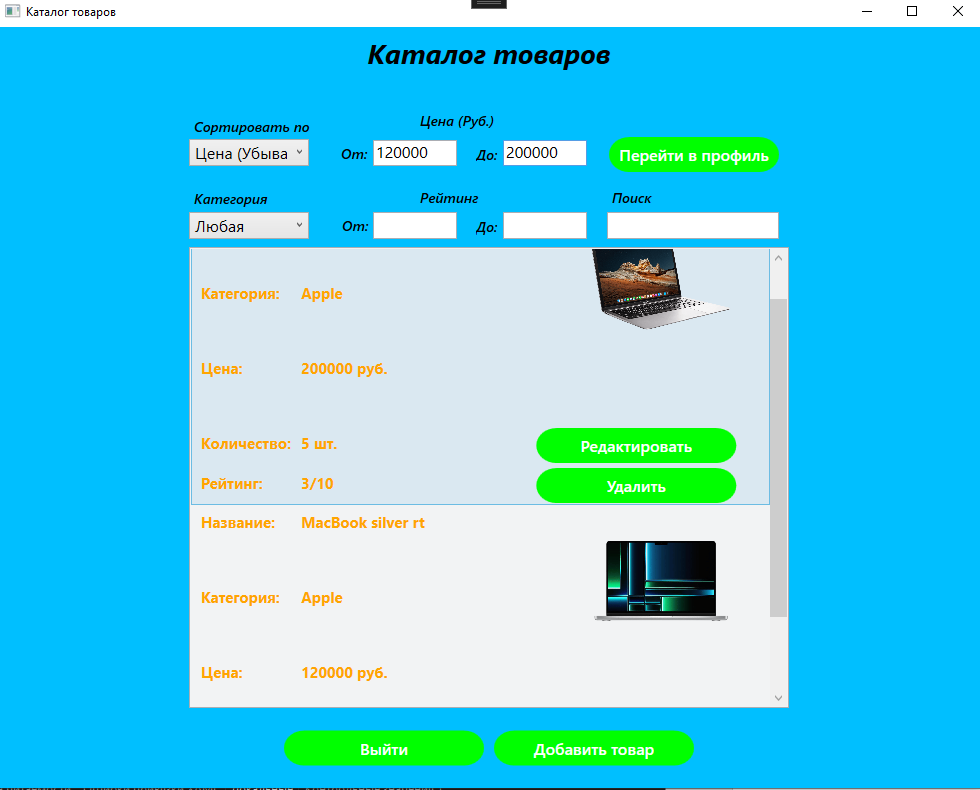 Каталог товаров
Каталог товаров
Сортировать по
Цена (Руб.)
Цена (Убыва
От: 120000 До: 200000
Перейти в профиль
Категория
Рейтинг
Поиск
Любая
От: До:
Категория: Apple
Цена: 200000 руб.
Количество: 5 шт.
Редактировать
Рейтинг: 3/10
Удалить
Название: MacBook silver rt
Категория: Apple
Цена: 120000 руб.
Выйти
Добавить товар